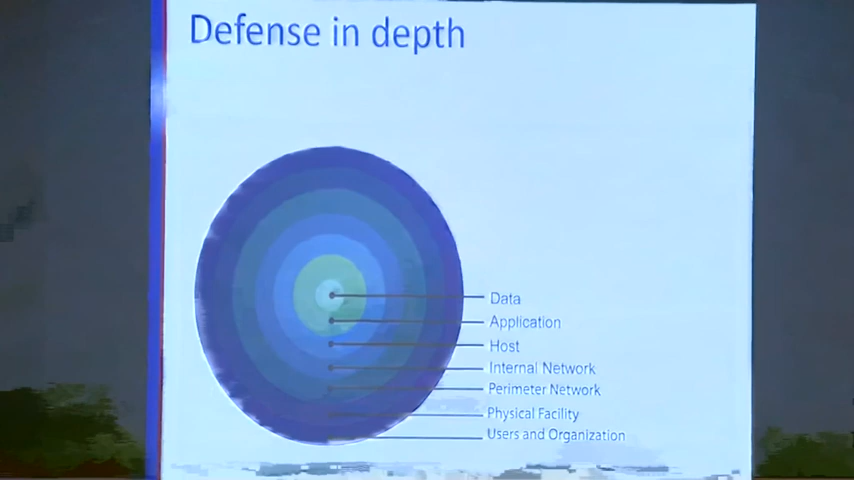 Defense in depth
Data
Application
Host
Internal Network
Perimeter Network
Physical Facility
Users and Organization